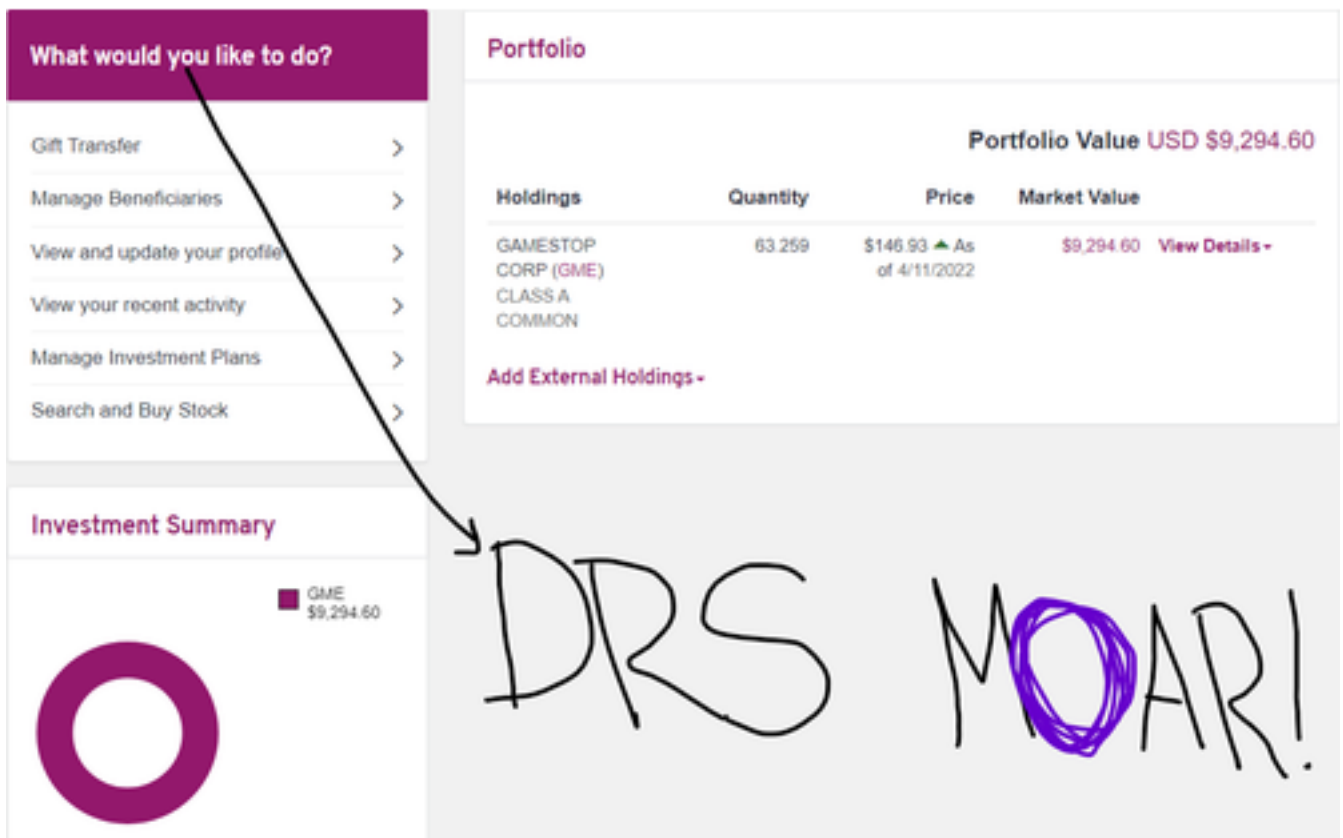 What would you like to do?
Gift Transfer
Manage Beneficiaries
View and update your profile
View your recent activity
Manage Investment Plans
Search and Buy Stock
Portfolio
Portfolio Value USD $9,294.60
Holdings Quantity Price Market Value
GAMESTOP 63.259 $146.93 ▲ As $9,294.60 View Details
CORP (GME) of 4/11/2022
CLASS A
COMMON
Add External Holdings
Investment Summary
GME
$9,294.60
DRS MOAR!